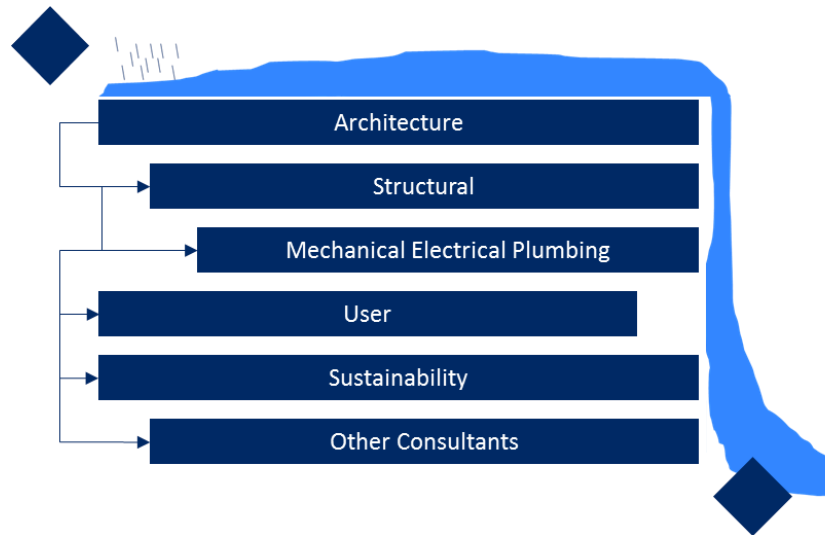 Architecture
Structural
Mechanical Electrical Plumbing
User
Sustainability
Other Consultants